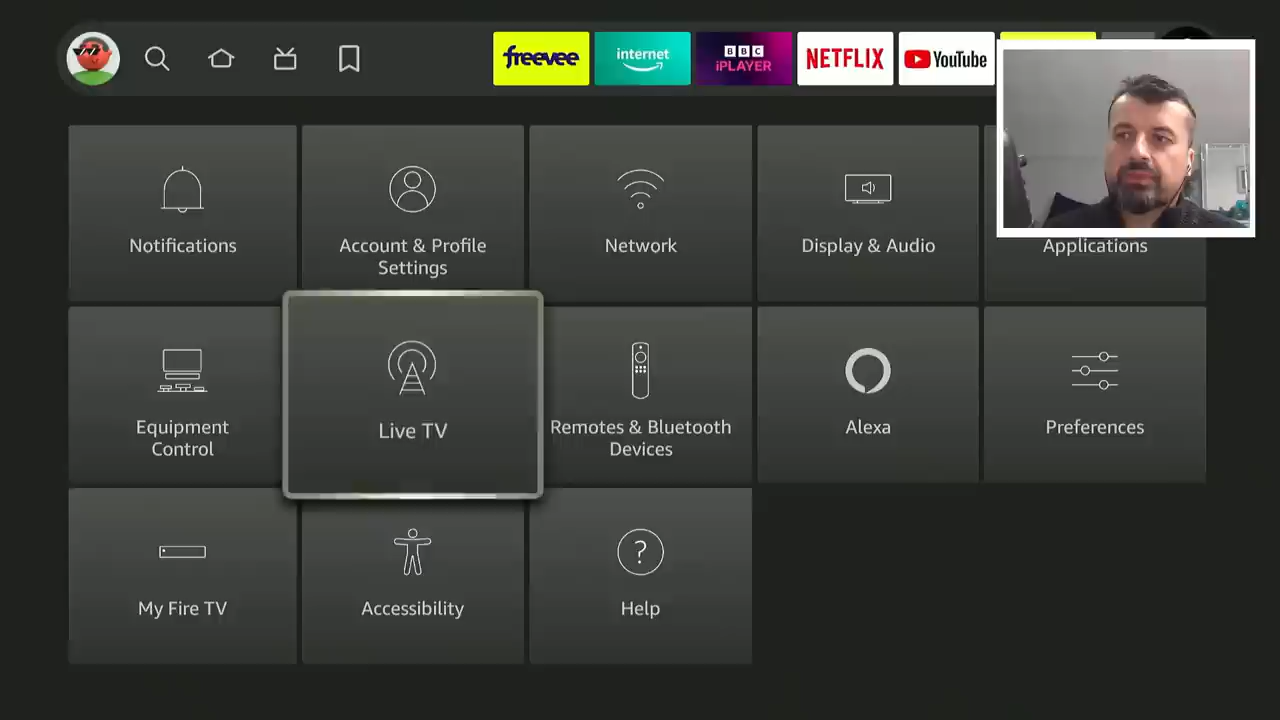 freevee
internet
BBC
iPLAYER
NETFLIX
YouTube
Notifications
Account & Profile
Settings
Network
Display & Audio
Applications
Equipment
Control
Live TV
Remotes & Bluetooth
Devices
Alexa
Preferences
My Fire TV
Accessibility
?
Help